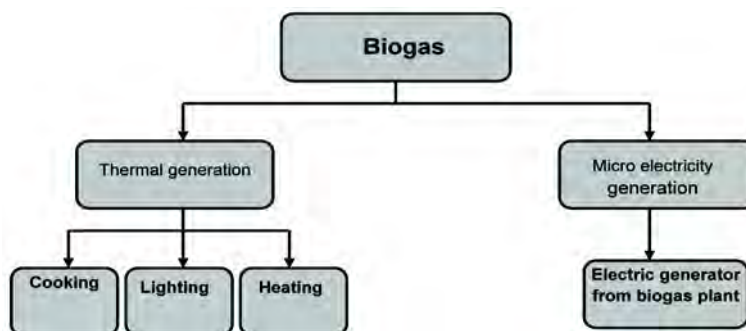 Biogas
Thermal generation
Micro electricity
generation
Cooking
Lighting
Heating
Electric generator
from biogas plant